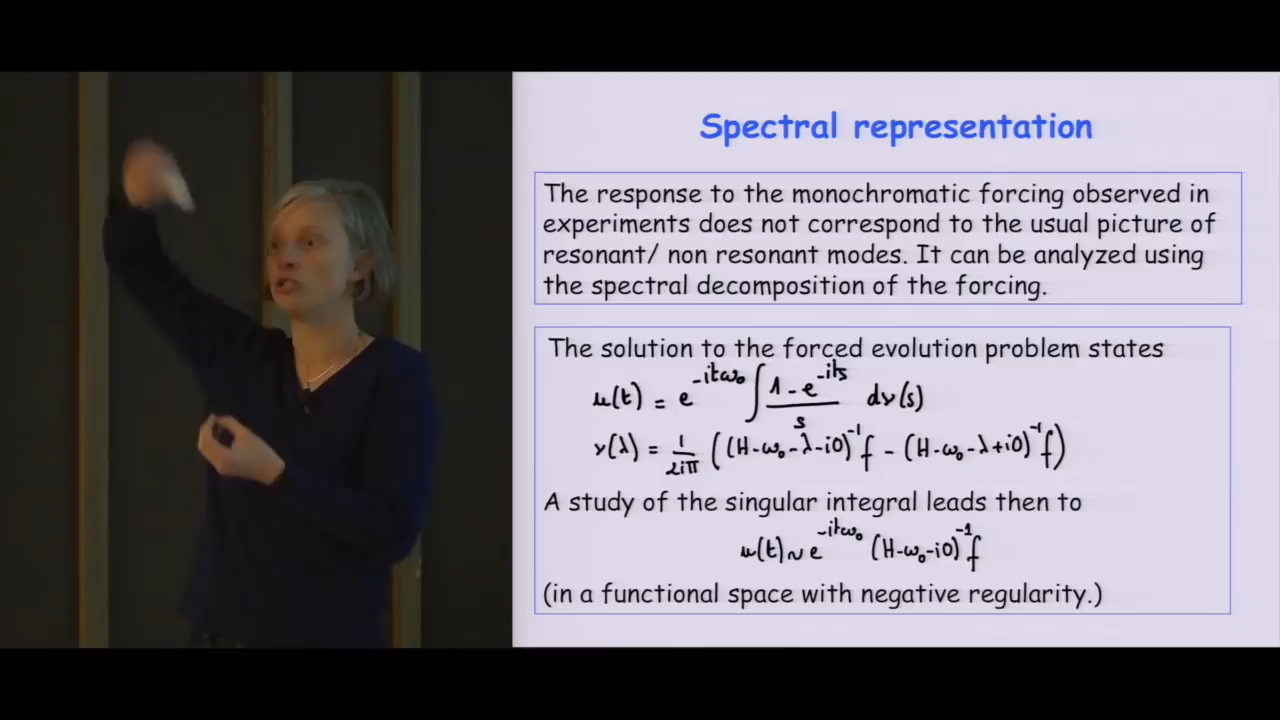 Spectral representation
The response to the monochromatic forcing observed in
experiments does not correspond to the usual picture of
resonant/ non resonant modes. It can be analyzed using
the spectral decomposition of the forcing.
The solution to the forced evolution problem states
u(t) = e^{-itω₀} ∫ \frac{1 - e^{-its}}{s} dν(s)
ν(λ) = \frac{1}{2iπ} ((H-ω₀-λ-i0)^{-1} f - (H-ω₀-λ+i0)^{-1} f)
A study of the singular integral leads then to
u(t) ~ e^{-itω₀} (H-ω₀-i0)^{-1} f
(in a functional space with negative regularity.)